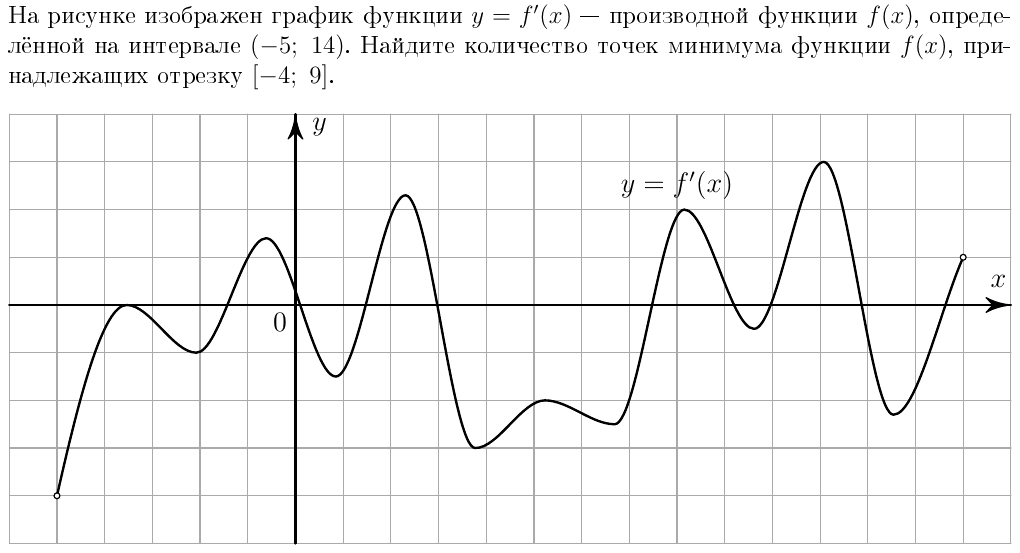 На рисунке изображен график функции y = f′(x) — производной функции f(x), опреде-
лённой на интервале (−5; 14). Найдите количество точек минимума функции f(x), при-
надлежащих отрезку [−4; 9].
y
y = f′(x)
x
0